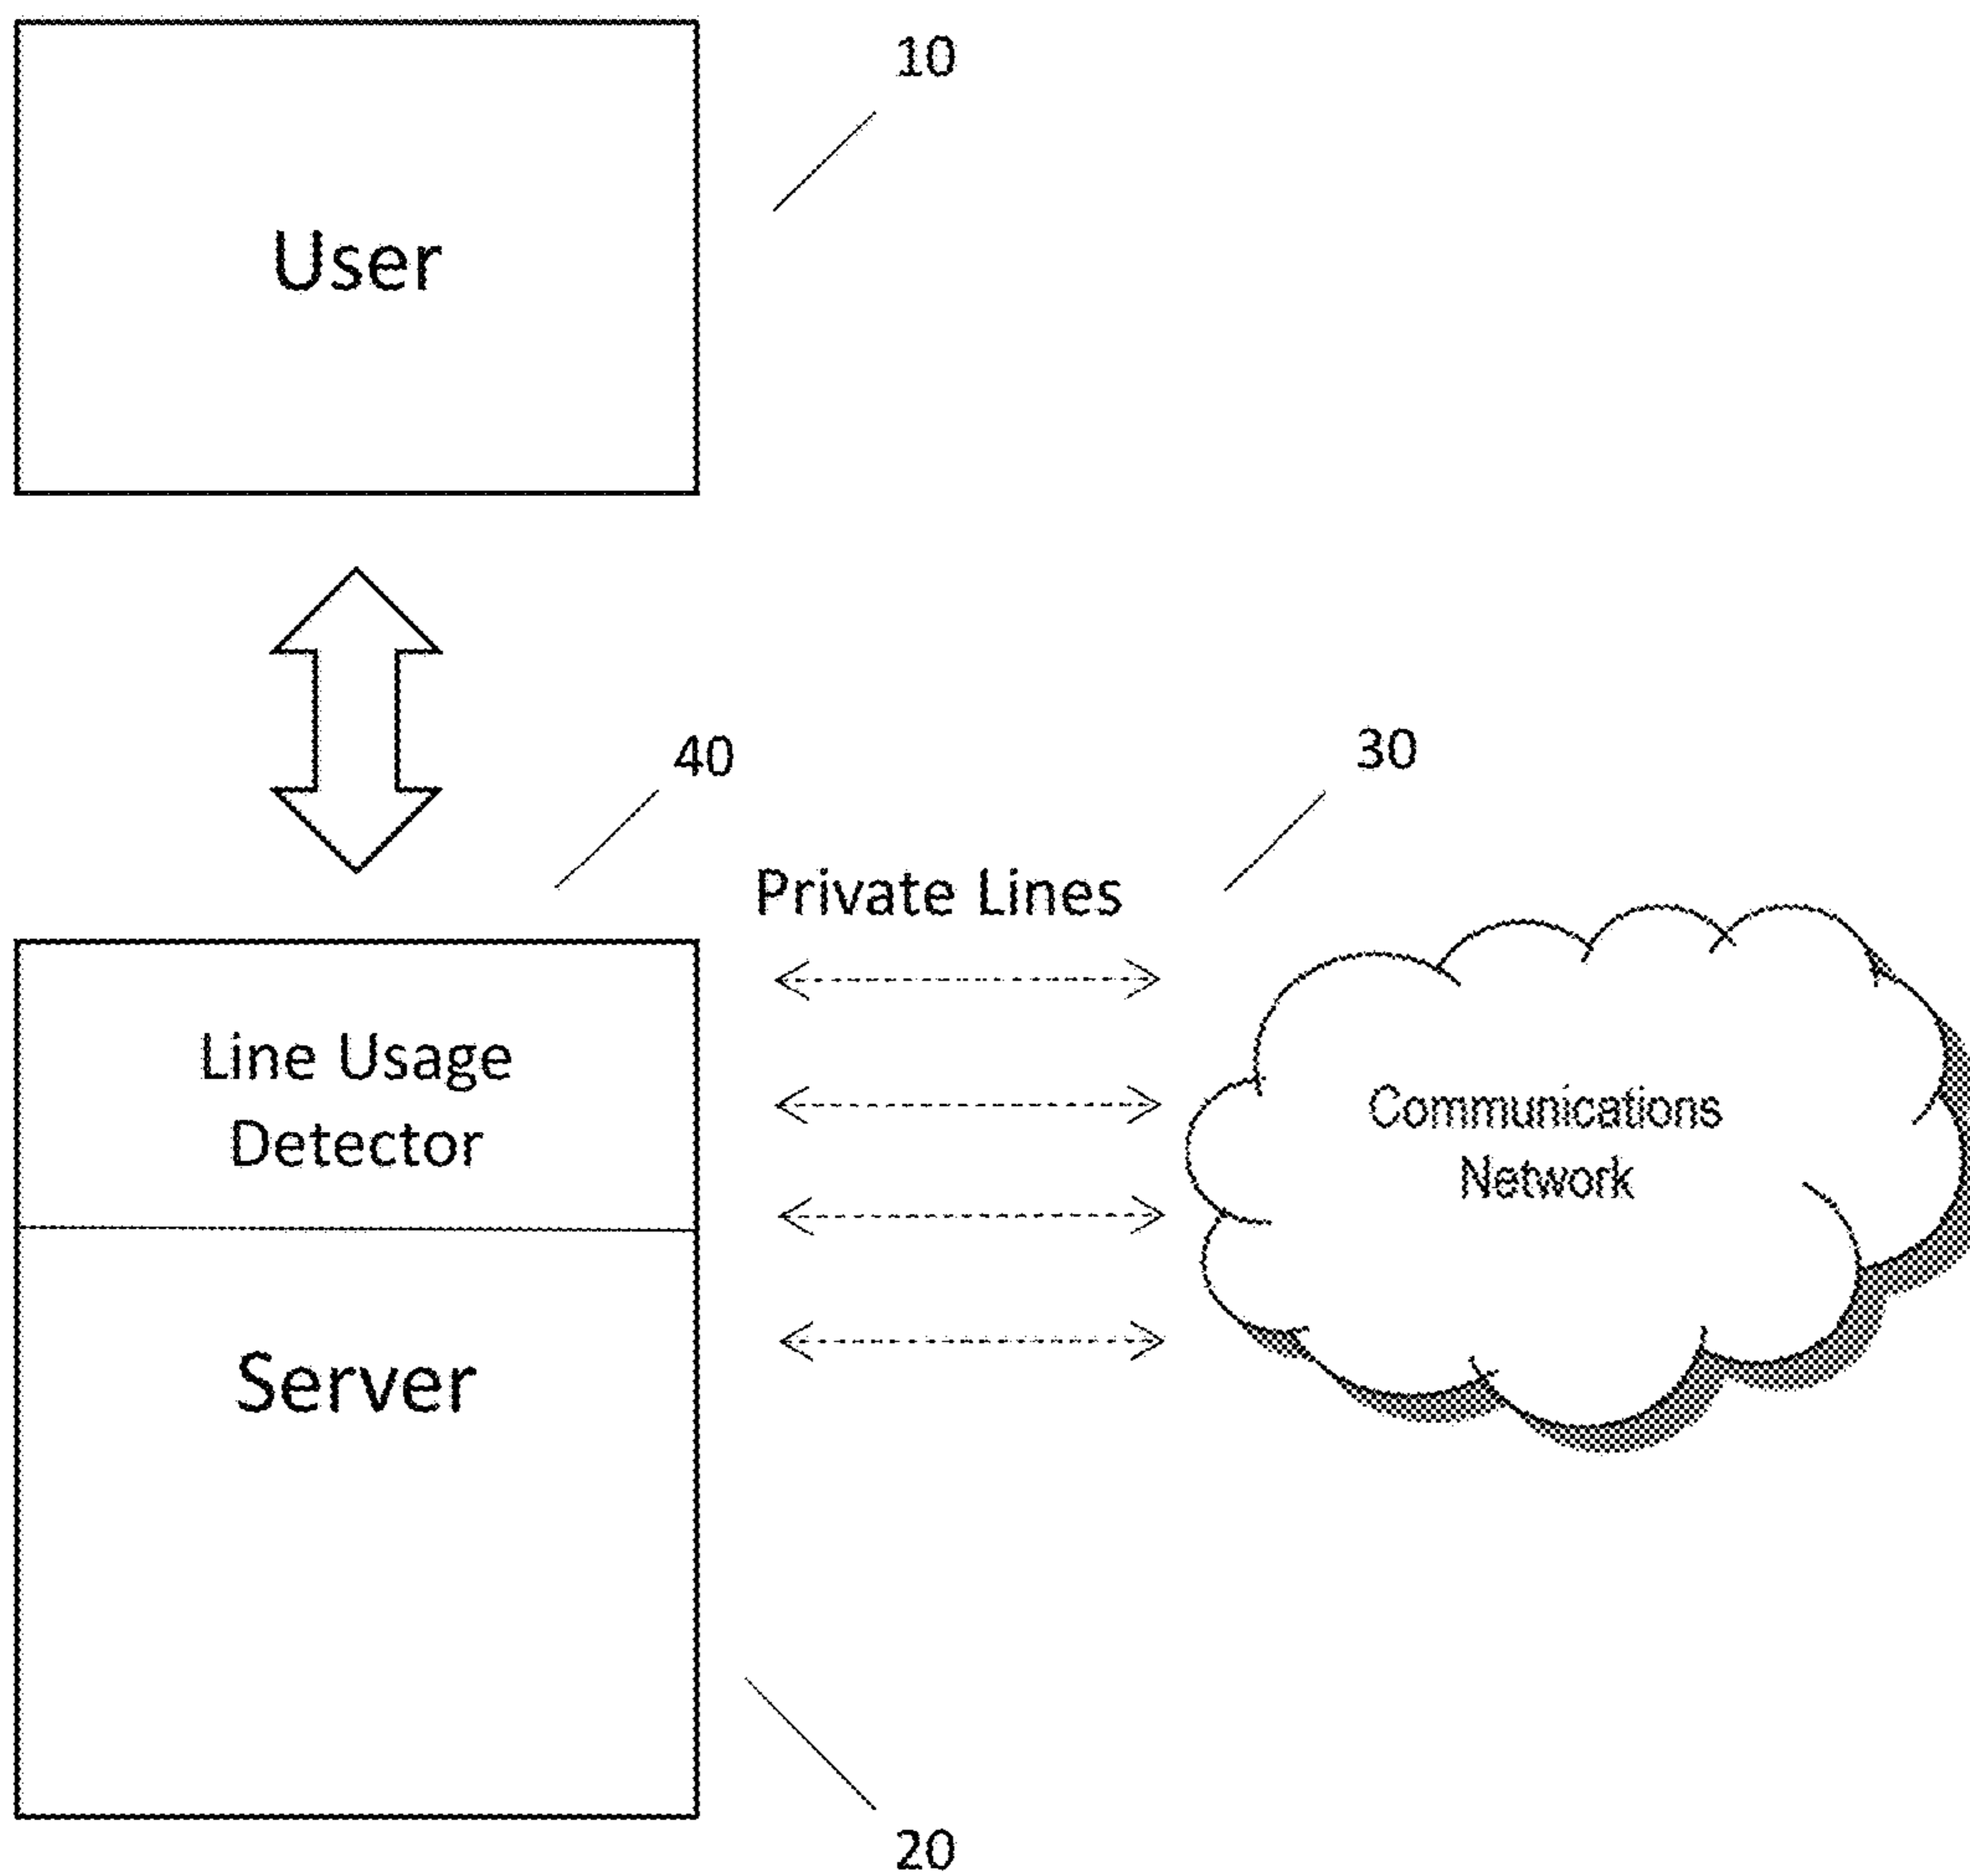 10
User
40
30
Private Lines
Line Usage
Detector
Communications
Network
Server
20